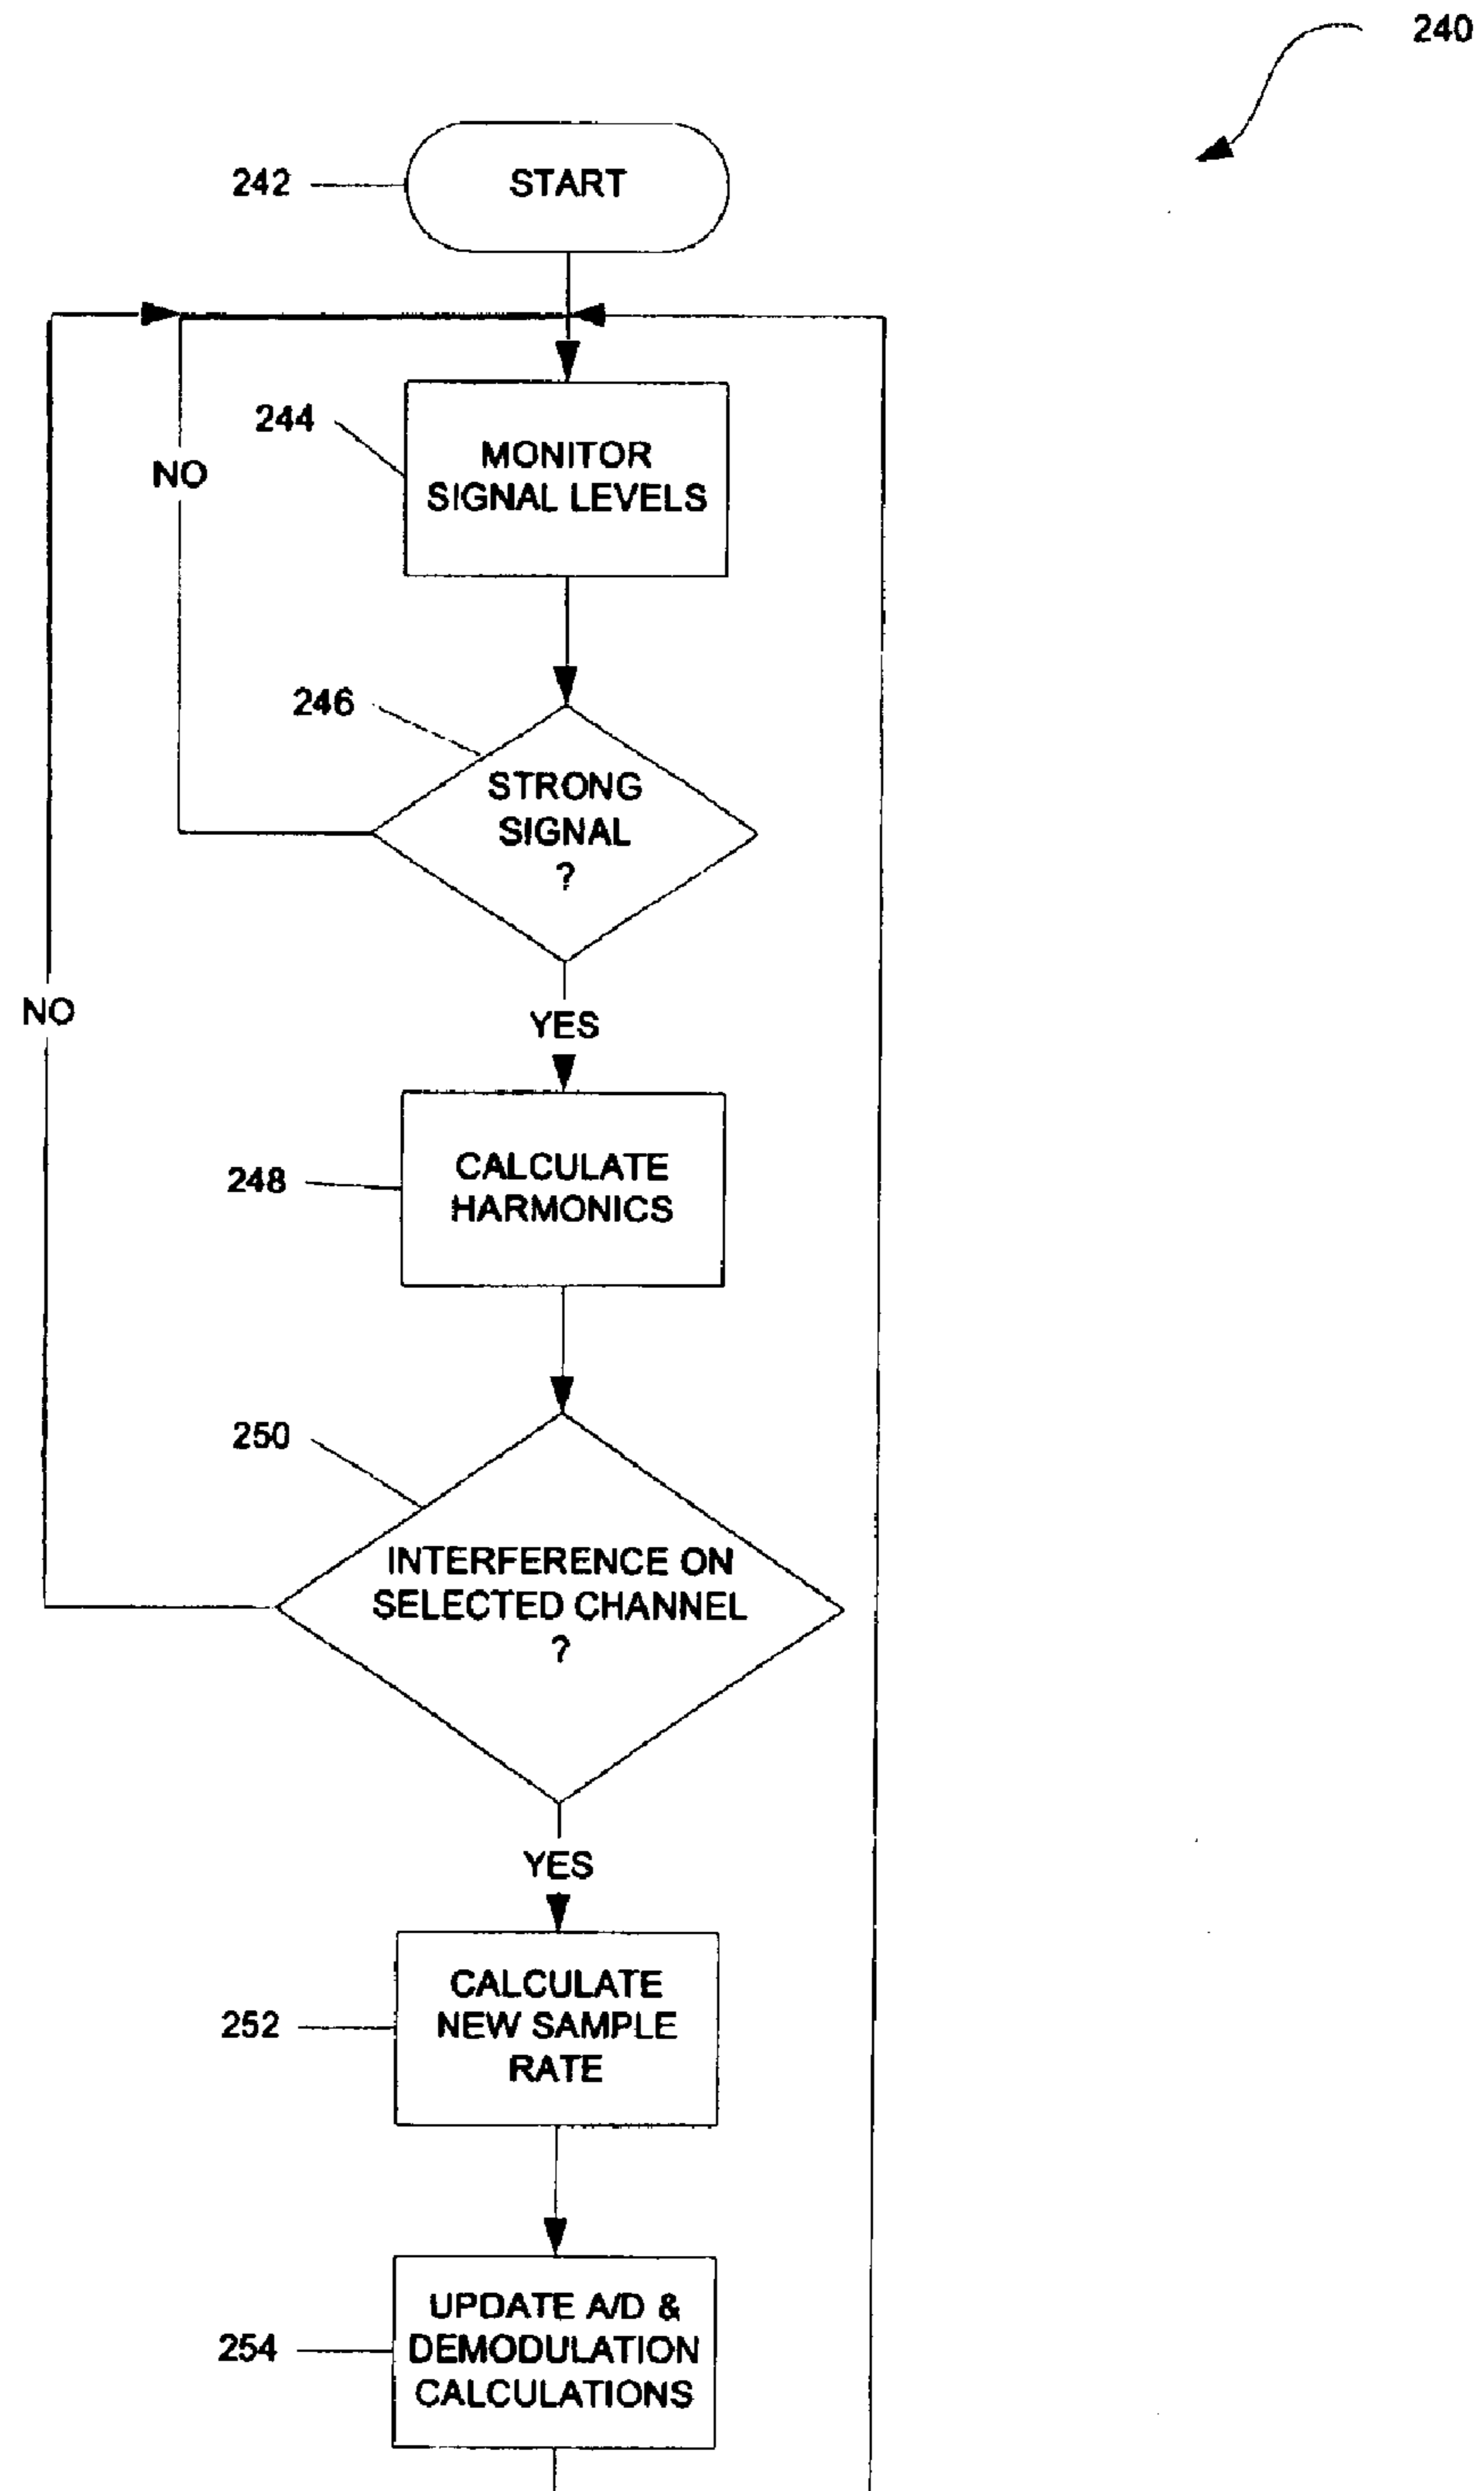 240
242
START
244
MONITOR
SIGNAL LEVELS
NO
246
STRONG
SIGNAL
?
NO
YES
248
CALCULATE
HARMONICS
250
INTERFERENCE ON
SELECTED CHANNEL
?
YES
252
CALCULATE
NEW SAMPLE
RATE
254
UPDATE A/D &
DEMODULATION
CALCULATIONS